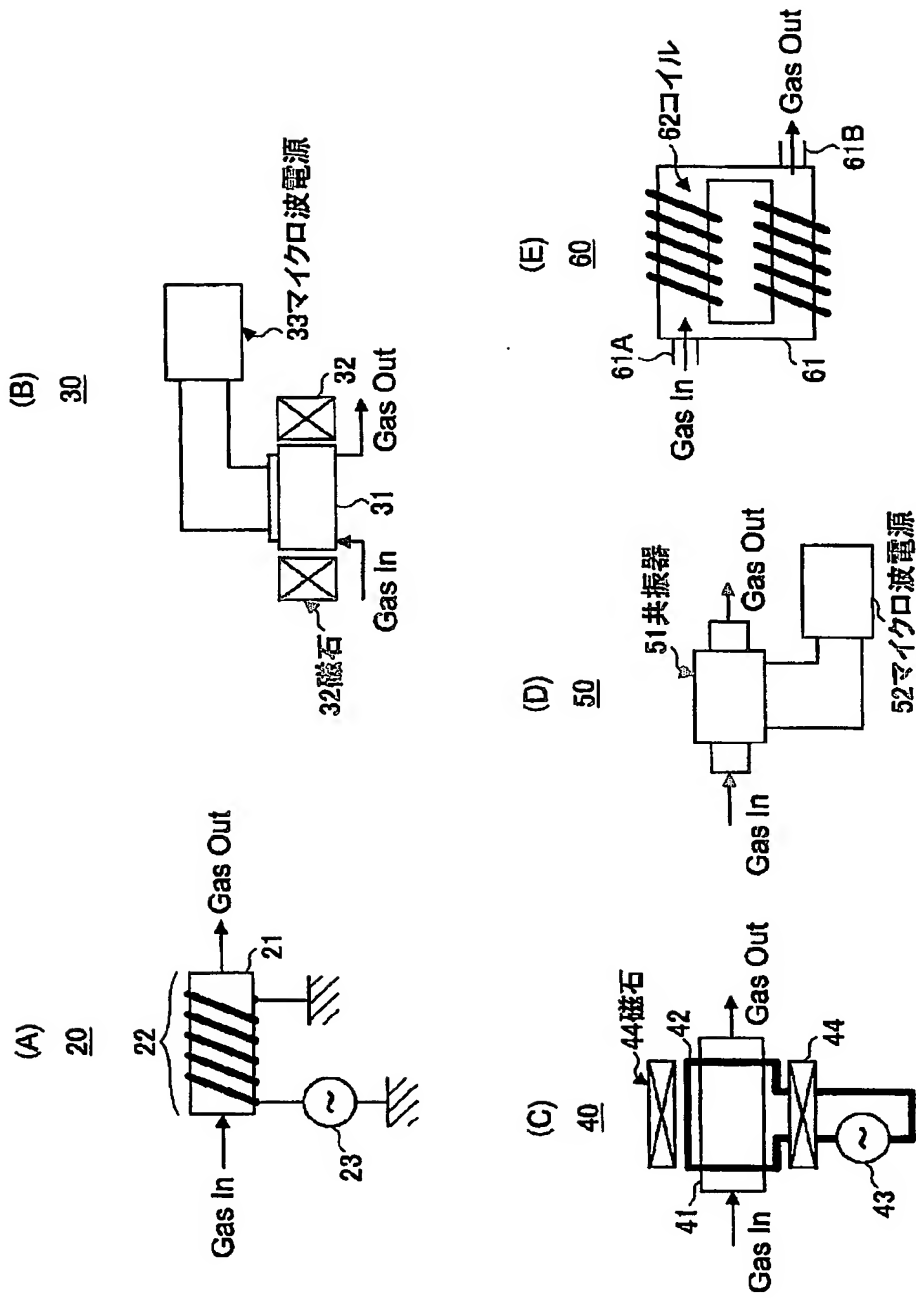 (A)
20
22
Gas In
Gas Out
21
23
(B)
30
33マイクロ波電源
32
32磁石
Gas In
Gas Out
31
(C)
40
44磁石
42
Gas In
Gas Out
41
44
43
(D)
50
51共振器
Gas In
Gas Out
52マイクロ波電源
(E)
60
62コイル
61A
Gas In
Gas Out
61B
61